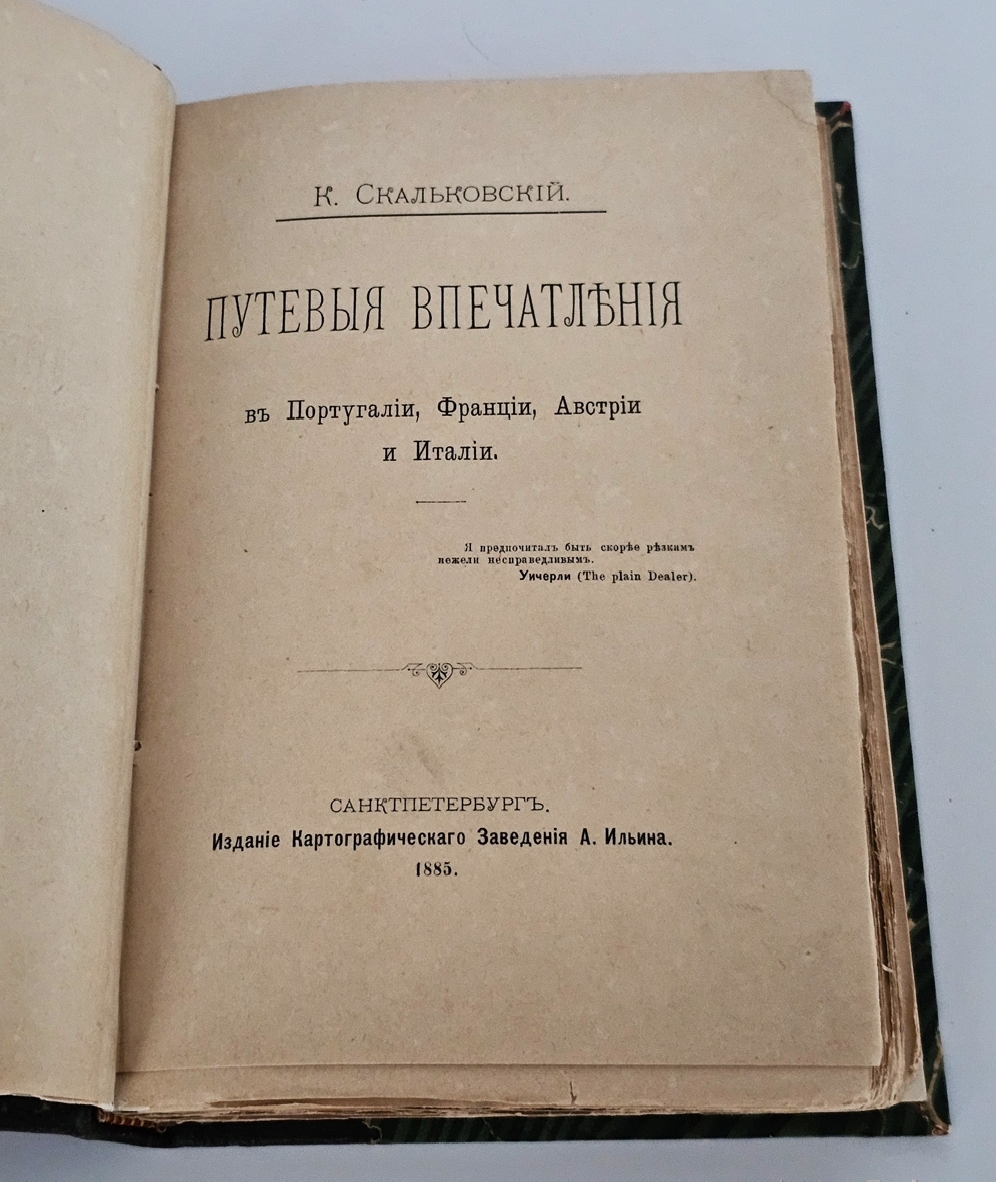 К. Скальковскій.
ПУТЕВЫЯ ВПЕЧАТЛѢНІЯ
въ Португаліи, Франціи, Австріи
и Италіи.
Я предпочиталъ быть скорѣе рѣзкимъ
нежели несправедливымъ.
Уичерли (The plain Dealer).
САНКТПЕТЕРБУРГЪ.
Изданіе Картографическаго Заведенія А. Ильина.
1885.